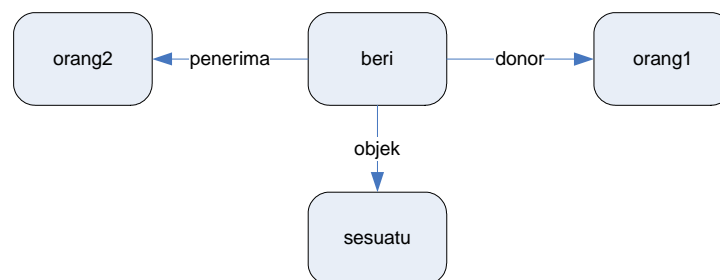 orang2
penerima
beri
donor
orang1
objek
sesuatu